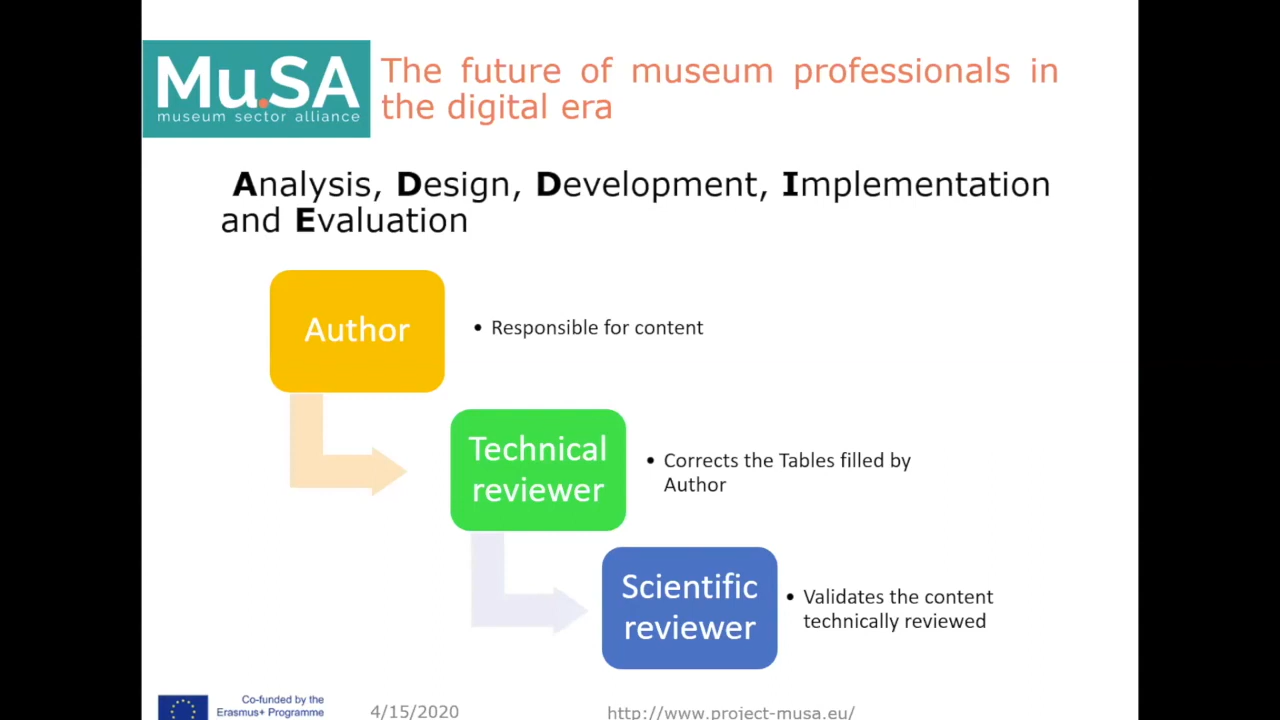 Mu.SA
museum sector alliance
The future of museum professionals in
the digital era
Analysis, Design, Development, Implementation
and Evaluation
Author
• Responsible for content
Technical
reviewer
• Corrects the Tables filled by
Author
Scientific
reviewer
• Validates the content
technically reviewed
Co-funded by the
Erasmus+ Programme
4/15/2020
http://www.project-musa.eu/